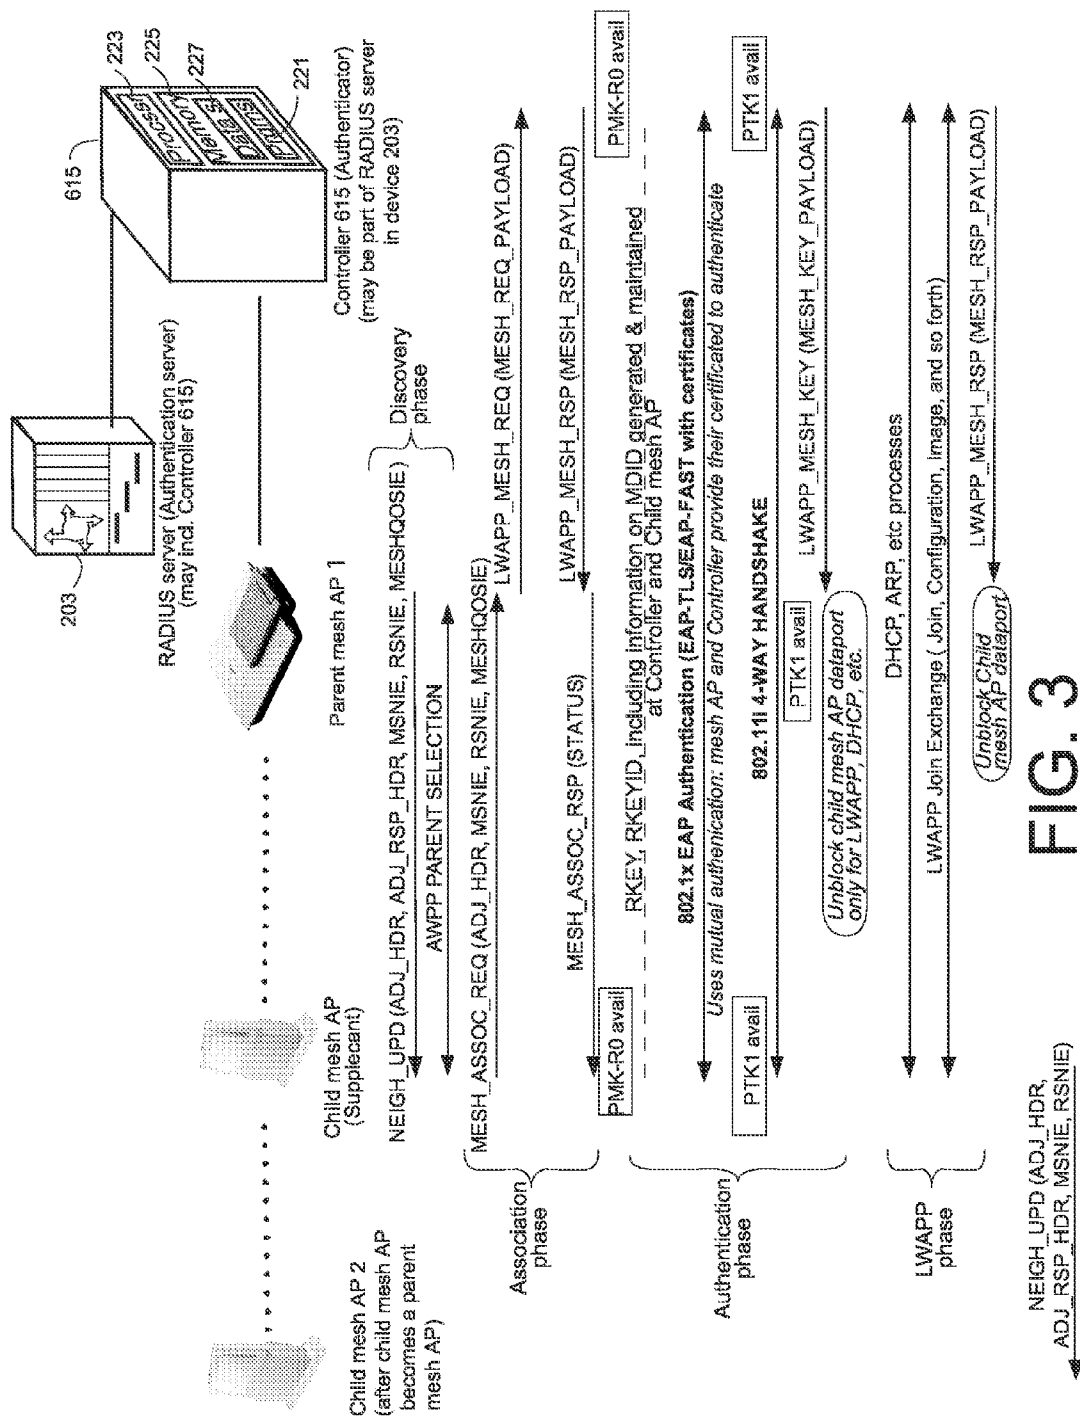 203
RADIUS server (Authentication server)
(may incl. Controller 615)
615
Processr
223
Memory
225
Data s
227
221
Controller 615 (Authenticator)
(may be part of RADIUS server
in device 203)
Child mesh AP 2
(after child mesh AP
becomes a parent
mesh AP)
Child mesh AP
(Supplecant)
Parent mesh AP 1
NEIGH_UPD (ADJ_HDR, ADJ_RSP_HDR, MSNIE, RSNIE, MESHQOSIE)
AWPP PARENT SELECTION
Discovery
phase
Association
phase
MESH_ASSOC_REQ (ADJ_HDR, MSNIE, RSNIE, MESHQOSIE)
LWAPP_MESH_REQ (MESH_REQ_PAYLOAD)
LWAPP_MESH_RSP (MESH_RSP_PAYLOAD)
MESH_ASSOC_RSP (STATUS)
PMK-R0 avail
PMK-R0 avail
RKEY, RKEYID, including information on MDID generated & maintained
at Controller and Child mesh AP
Authentication
phase
802.1x EAP Authentication (EAP-TLS/EAP-FAST with certificates)
Uses mutual authenication: mesh AP and Controller provide their certificated to authenticate
PTK1 avail
PTK1 avail
802.11i 4-WAY HANDSHAKE
PTK1 avail
LWAPP_MESH_KEY (MESH_KEY_PAYLOAD)
Unblock child mesh AP dataport
only for LWAPP, DHCP, etc.
LWAPP
phase
DHCP, ARP, etc processes
LWAPP Join Exchange ( Join, Configuration, Image, and so forth)
LWAPP_MESH_RSP (MESH_RSP_PAYLOAD)
Unblock Child
mesh AP dataport
NEIGH_UPD (ADJ_HDR,
ADJ_RSP_HDR, MSNIE, RSNIE)
FIG. 3